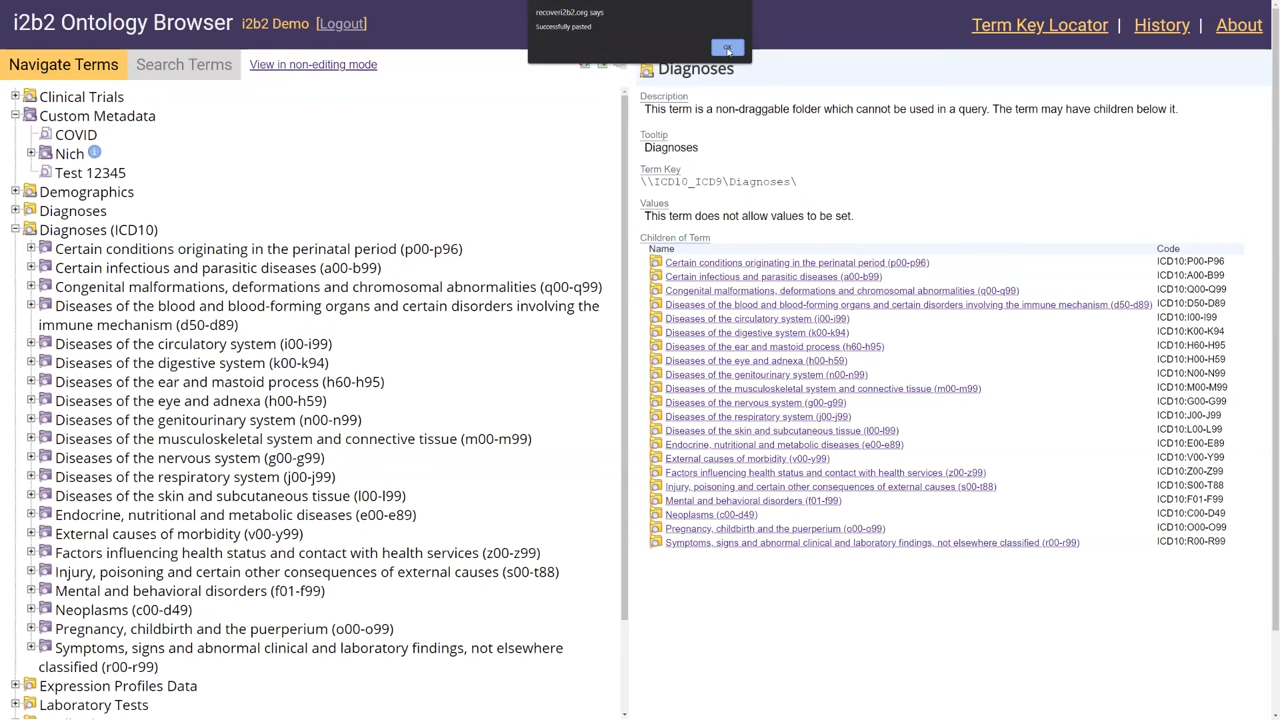 i2b2 Ontology Browser i2b2 Demo [Logout]
recoveri2b2.org says
Successfully pasted
OK
Term Key Locator | History | About
Navigate Terms
Search Terms
View in non-editing mode
Clinical Trials
Custom Metadata
COVID
Nich
Test 12345
Demographics
Diagnoses
Diagnoses (ICD10)
Certain conditions originating in the perinatal period (p00-p96)
Certain infectious and parasitic diseases (a00-b99)
Congenital malformations, deformations and chromosomal abnormalities (q00-q99)
Diseases of the blood and blood-forming organs and certain disorders involving the
immune mechanism (d50-d89)
Diseases of the circulatory system (i00-i99)
Diseases of the digestive system (k00-k94)
Diseases of the ear and mastoid process (h60-h95)
Diseases of the eye and adnexa (h00-h59)
Diseases of the genitourinary system (n00-n99)
Diseases of the musculoskeletal system and connective tissue (m00-m99)
Diseases of the nervous system (g00-g99)
Diseases of the respiratory system (j00-j99)
Diseases of the skin and subcutaneous tissue (l00-l99)
Endocrine, nutritional and metabolic diseases (e00-e89)
External causes of morbidity (v00-y99)
Factors influencing health status and contact with health services (z00-z99)
Injury, poisoning and certain other consequences of external causes (s00-t88)
Mental and behavioral disorders (f01-f99)
Neoplasms (c00-d49)
Pregnancy, childbirth and the puerperium (o00-o99)
Symptoms, signs and abnormal clinical and laboratory findings, not elsewhere
classified (r00-r99)
Expression Profiles Data
Laboratory Tests
Diagnoses
Description
This term is a non-draggable folder which cannot be used in a query. The term may have children below it.
Tooltip
Diagnoses
Term Key
\\ICD10_ICD9\Diagnoses\
Values
This term does not allow values to be set.
Children of Term
Name Code
Certain conditions originating in the perinatal period (p00-p96) ICD10:P00-P96
Certain infectious and parasitic diseases (a00-b99) ICD10:A00-B99
Congenital malformations, deformations and chromosomal abnormalities (q00-q99) ICD10:Q00-Q99
Diseases of the blood and blood-forming organs and certain disorders involving the immune mechanism (d50-d89) ICD10:D50-D89
Diseases of the circulatory system (i00-i99) ICD10:I00-I99
Diseases of the digestive system (k00-k94) ICD10:K00-K94
Diseases of the ear and mastoid process (h60-h95) ICD10:H60-H95
Diseases of the eye and adnexa (h00-h59) ICD10:H00-H59
Diseases of the genitourinary system (n00-n99) ICD10:N00-N99
Diseases of the musculoskeletal system and connective tissue (m00-m99) ICD10:M00-M99
Diseases of the nervous system (g00-g99) ICD10:G00-G99
Diseases of the respiratory system (j00-j99) ICD10:J00-J99
Diseases of the skin and subcutaneous tissue (l00-l99) ICD10:L00-L99
Endocrine, nutritional and metabolic diseases (e00-e89) ICD10:E00-E89
External causes of morbidity (v00-y99) ICD10:V00-Y99
Factors influencing health status and contact with health services (z00-z99) ICD10:Z00-Z99
Injury, poisoning and certain other consequences of external causes (s00-t88) ICD10:S00-T88
Mental and behavioral disorders (f01-f99) ICD10:F01-F99
Neoplasms (c00-d49) ICD10:C00-D49
Pregnancy, childbirth and the puerperium (o00-o99) ICD10:O00-O99
Symptoms, signs and abnormal clinical and laboratory findings, not elsewhere classified (r00-r99) ICD10:R00-R99